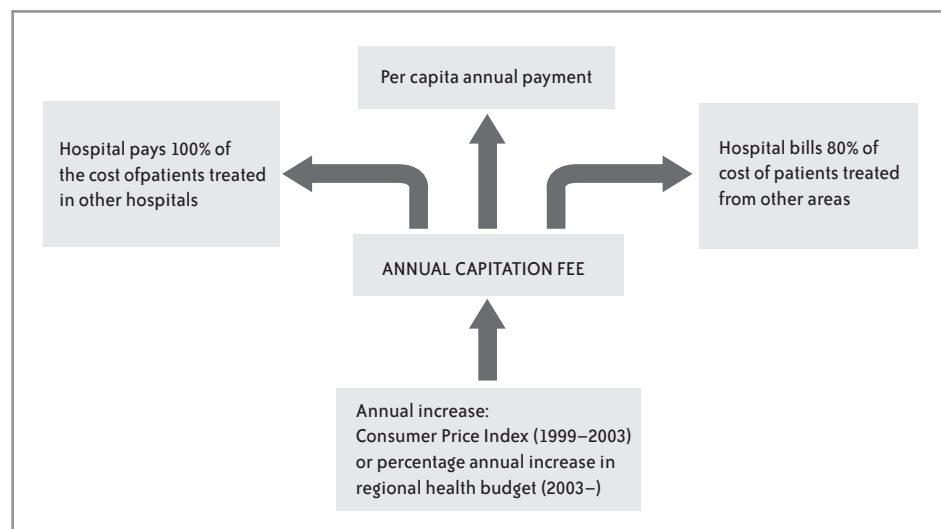 Per capita annual payment
Hospital pays 100% of
the cost ofpatients treated
in other hospitals
Hospital bills 80% of
cost of patients treated
from other areas
ANNUAL CAPITATION FEE
Annual increase:
Consumer Price Index (1999–2003)
or percentage annual increase in
regional health budget (2003–)